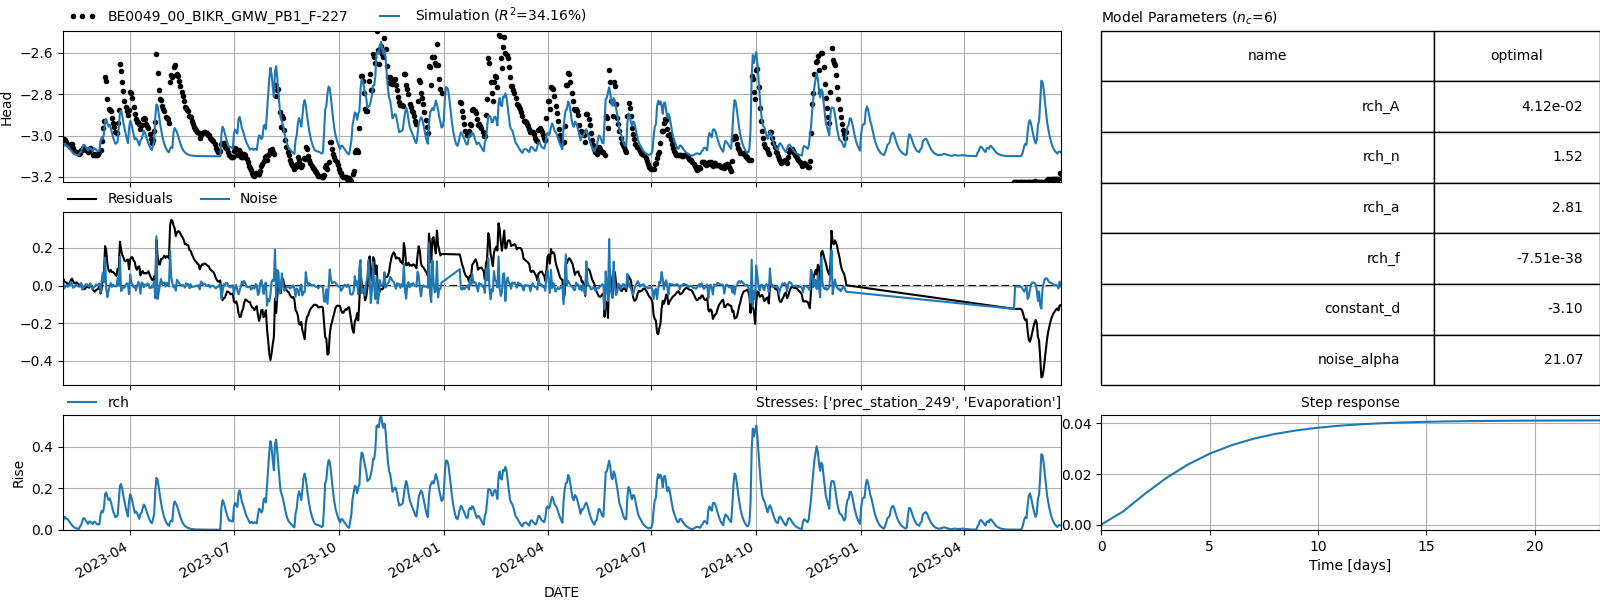 BE0049_00_BIKR_GMW_PB1_F-227
Simulation (R²=34.16%)
Model Parameters (n_c=6)
Head
−2.6
−2.8
−3.0
−3.2
name optimal
rch_A 4.12e-02
rch_n 1.52
rch_a 2.81
rch_f -7.51e-38
constant_d -3.10
noise_alpha 21.07
Residuals
Noise
0.2
0.0
−0.2
−0.4
rch
Stresses: ['prec_station_249', 'Evaporation']
Rise
0.4
0.2
0.0
2023-04
2023-07
2023-10
2024-01
2024-04
2024-07
2024-10
2025-01
2025-04
DATE
Step response
0.04
0.02
0.00
0 5 10 15 20
Time [days]